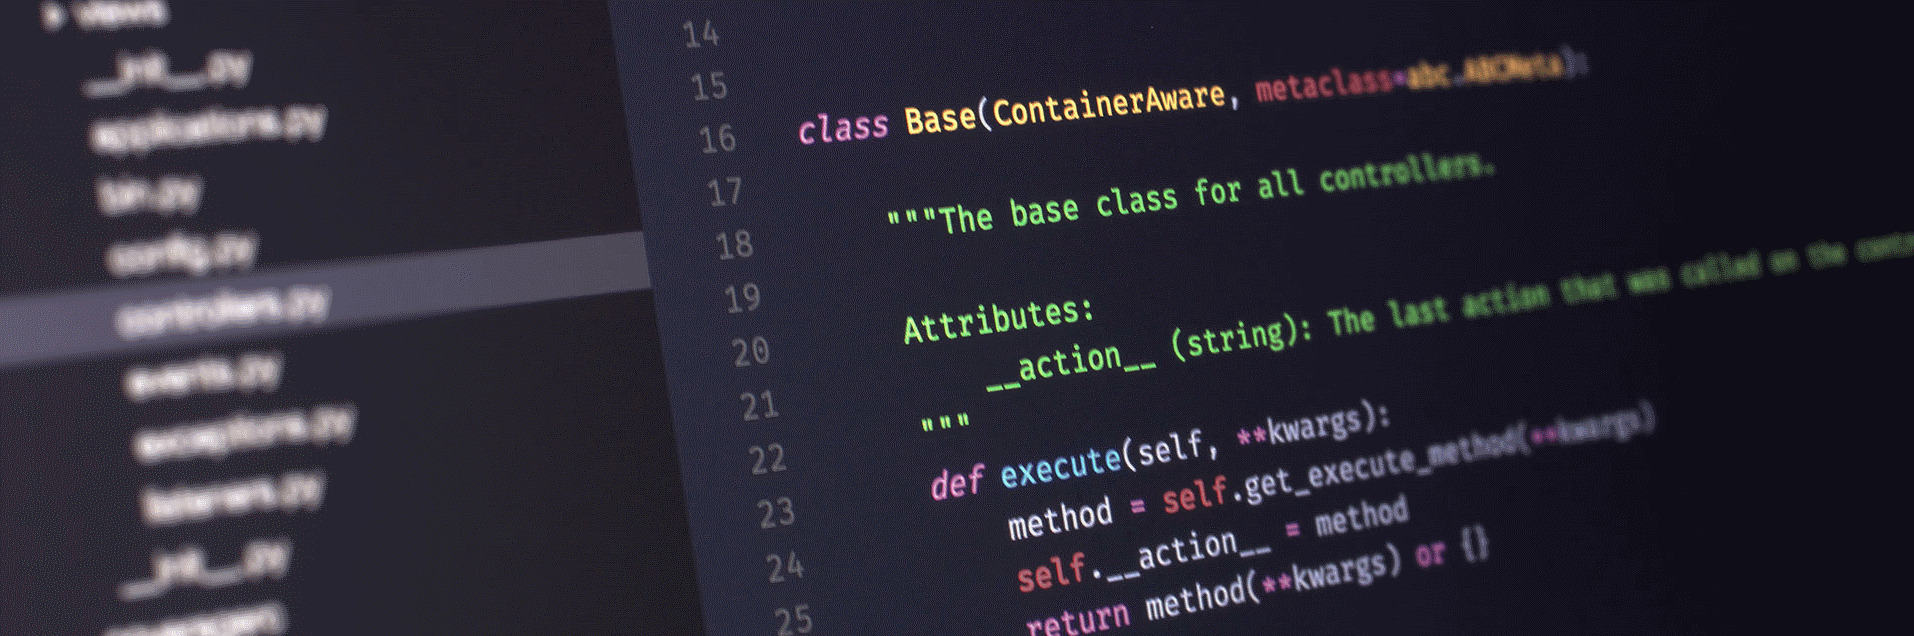 views
__init__.py
applications.py
bin.py
config.py
controllers.py
events.py
exceptions.py
listeners.py
__init__.py
14
15
16 class Base(ContainerAware, metaclass=abc.ABCMeta):
17
18 """The base class for all controllers.
19
20 Attributes:
21 __action__ (string): The last action that was called on the
22 """
23 def execute(self, **kwargs):
24 method = self.get_execute_method(**kwargs)
25 self.__action__ = method
return method(**kwargs) or {}